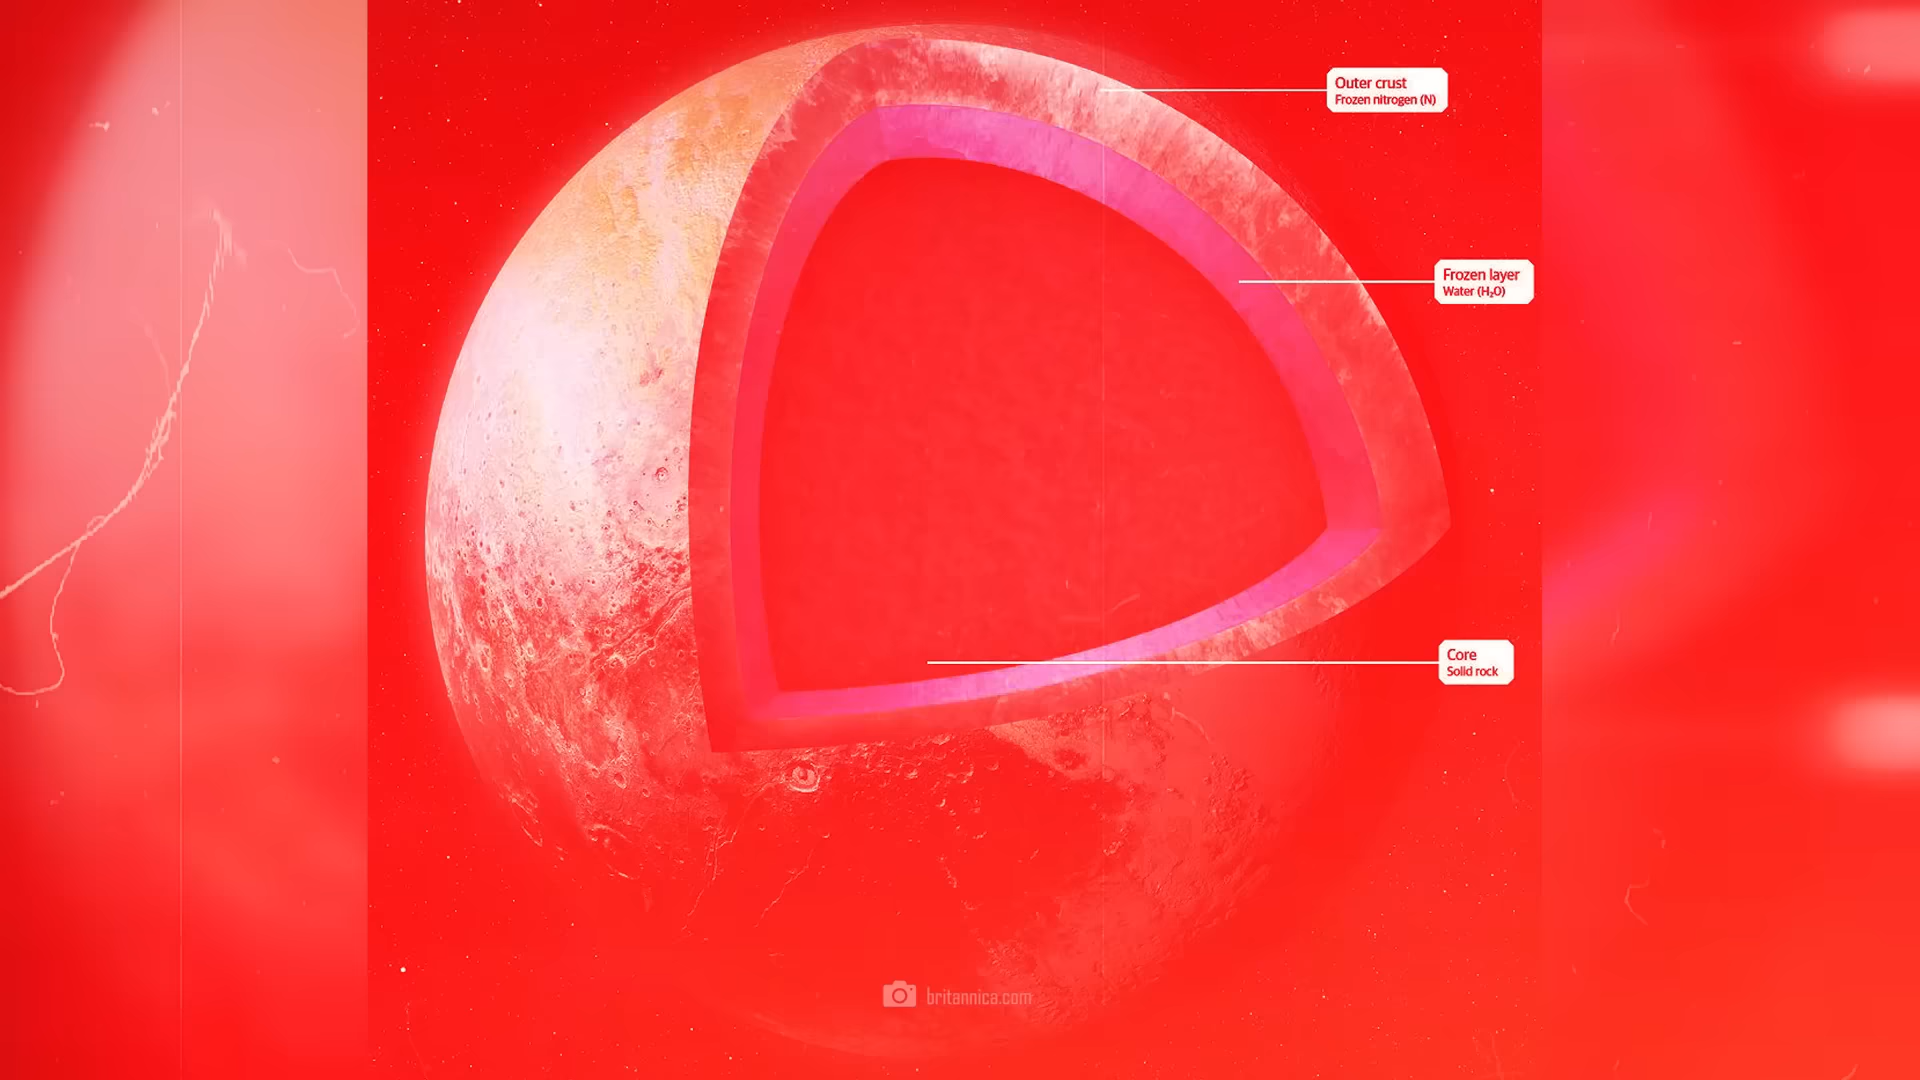 Outer crust
Frozen nitrogen (N)
Frozen layer
Water (H₂O)
Core
Solid rock
britannica.com